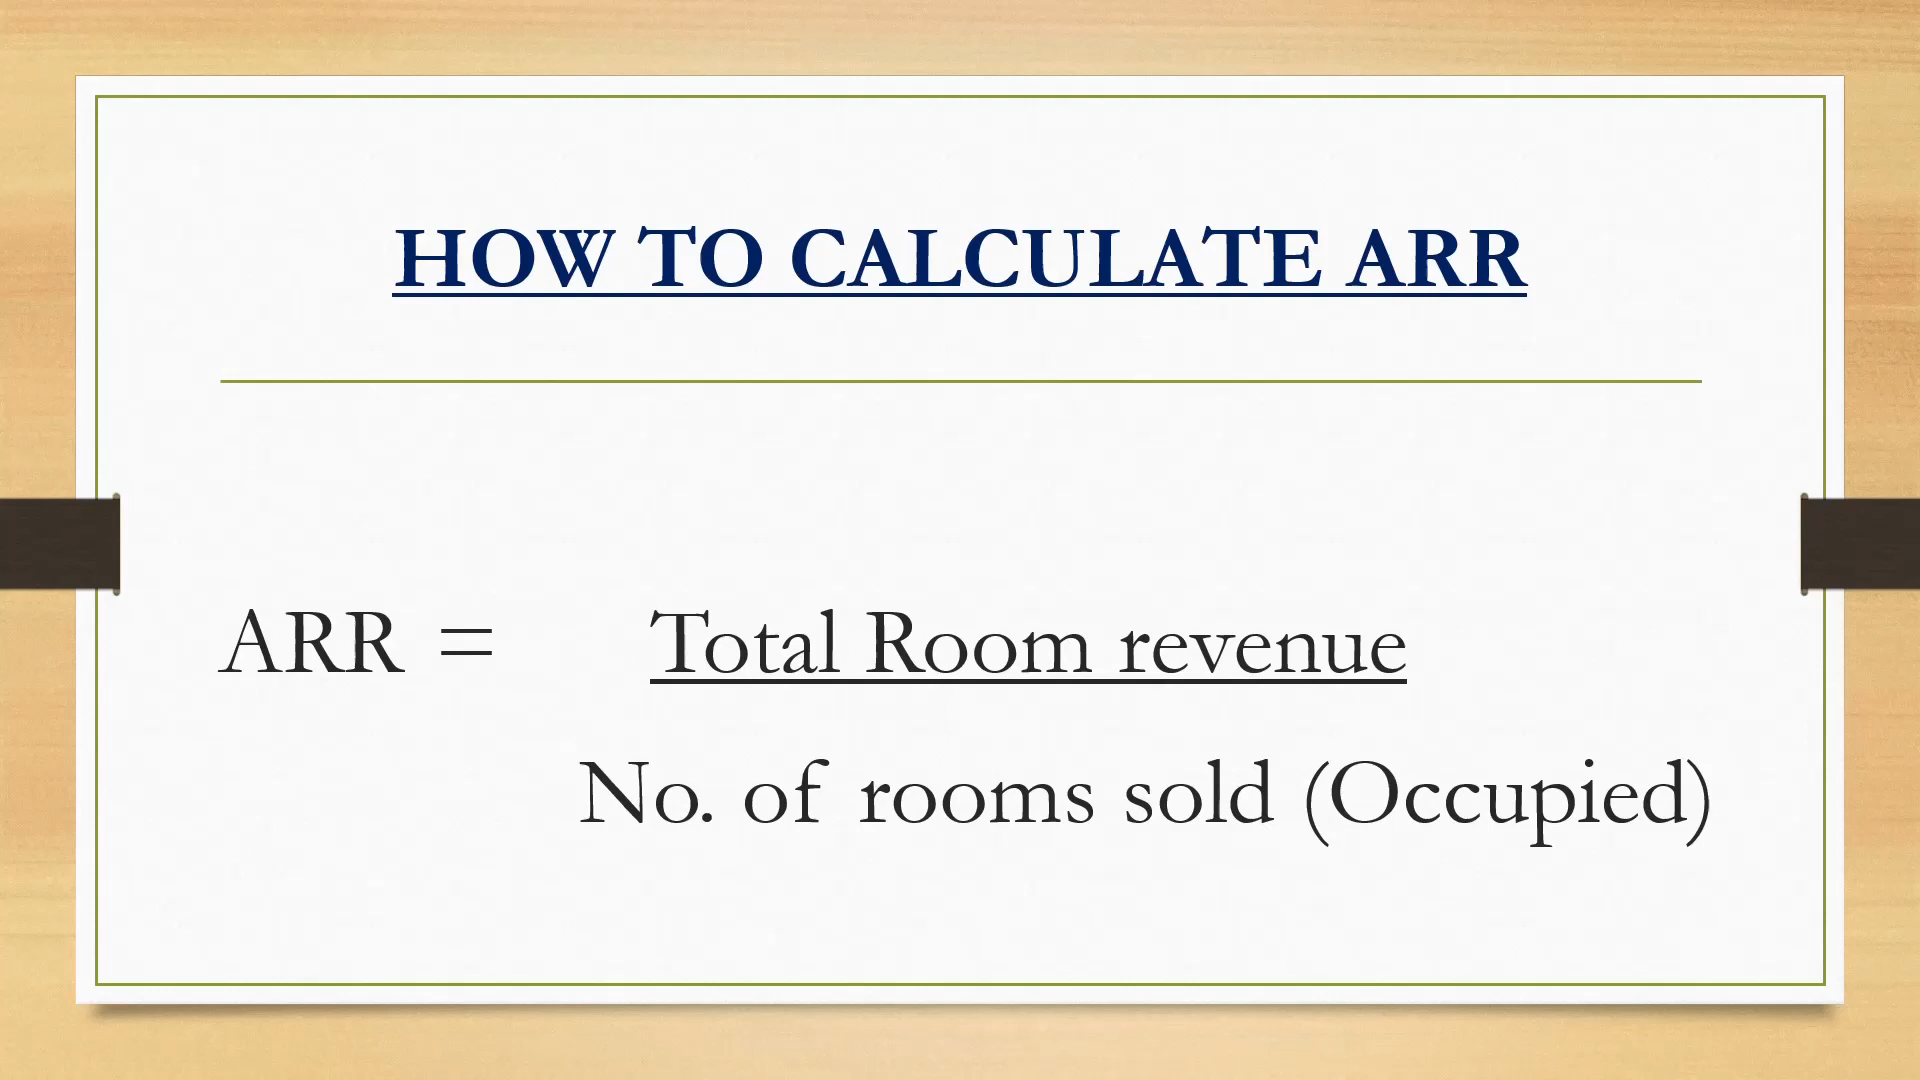 HOW TO CALCULATE ARR
ARR = Total Room revenue
No. of rooms sold (Occupied)